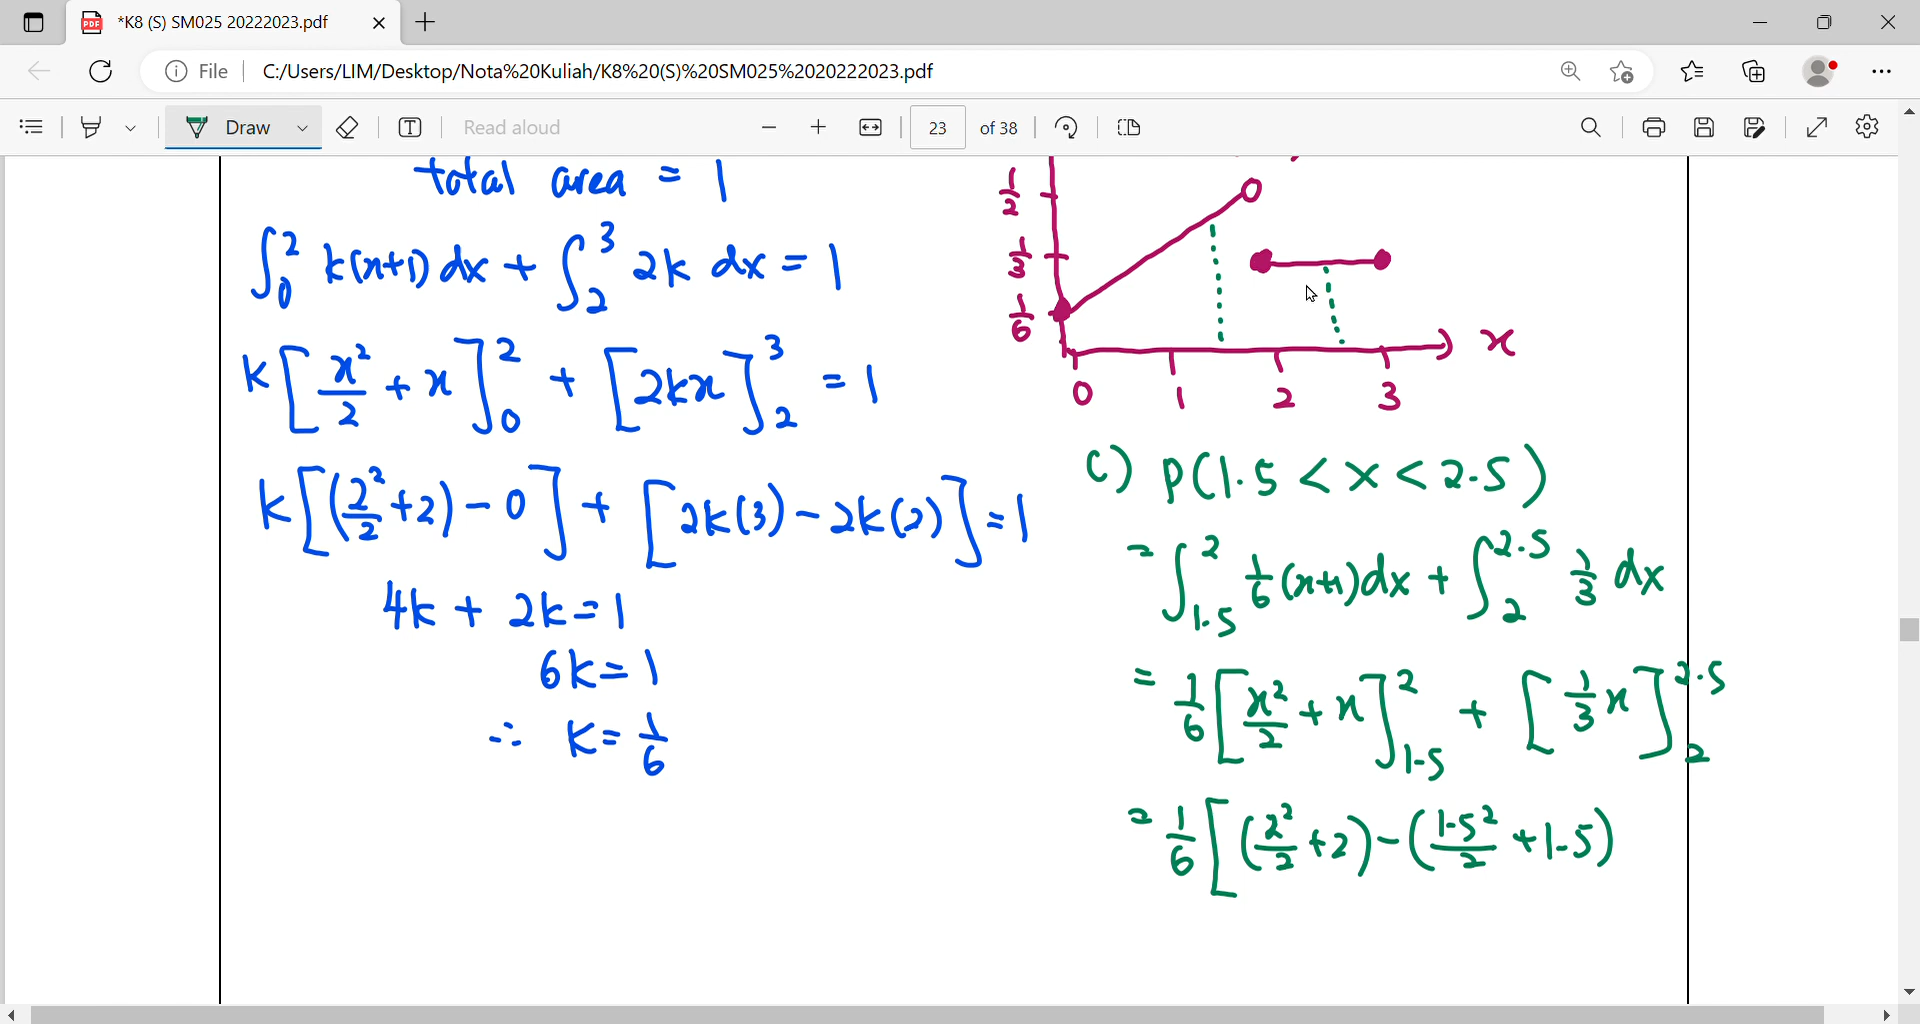 *K8 (S) SM025 20222023.pdf
File C:/Users/LIM/Desktop/Nota%20Kuliah/K8%20(S)%20SM025%2020222023.pdf
Draw T Read aloud 23 of 38
total area = 1
∫₀² k(x+1) dx + ∫₂³ 2k dx = 1
k[x²/2 + x]₀² + [2kx]₂³ = 1
k[(2²/2 + 2) - 0] + [2k(3) - 2k(2)] = 1
4k + 2k = 1
6k = 1
∴ k = 1/6
1/2
1/3
1/6
x
0 1 2 3
c) P(1.5 < x < 2.5)
= ∫₁.₅² 1/6 (x+1) dx + ∫₂²·⁵ 1/3 dx
= 1/6 [x²/2 + x]₁.₅² + [1/3 x]₂²·⁵
= 1/6 [(2²/2 + 2) - (1.5²/2 + 1.5)